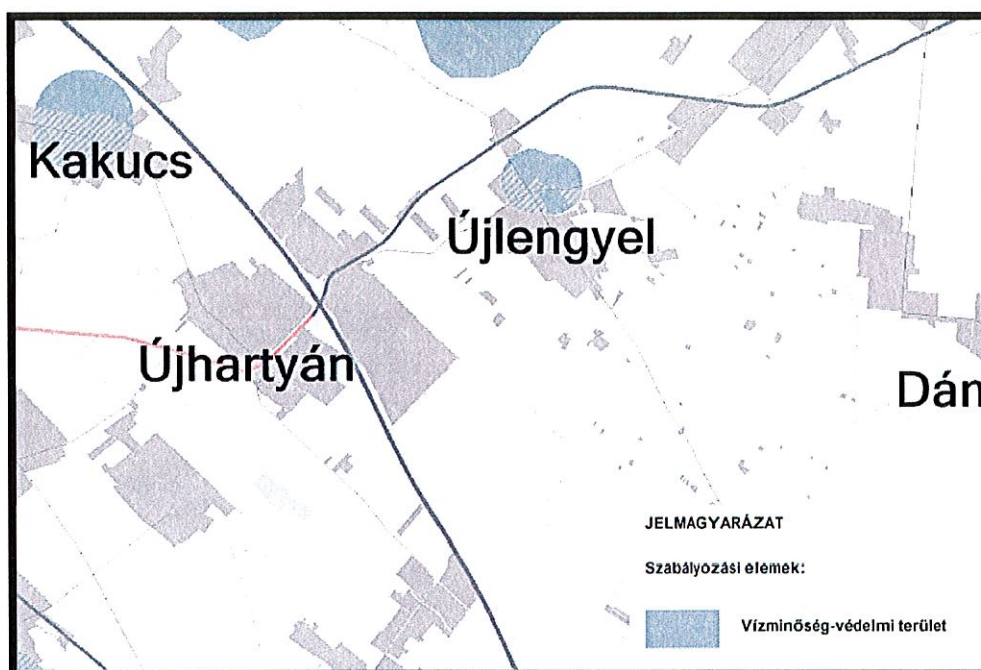 Kakucs
Újlengyel
Újhartyán
Dán
JELMAGYARÁZAT
Szabályozási elemek:
Vízminőség-védelmi terület